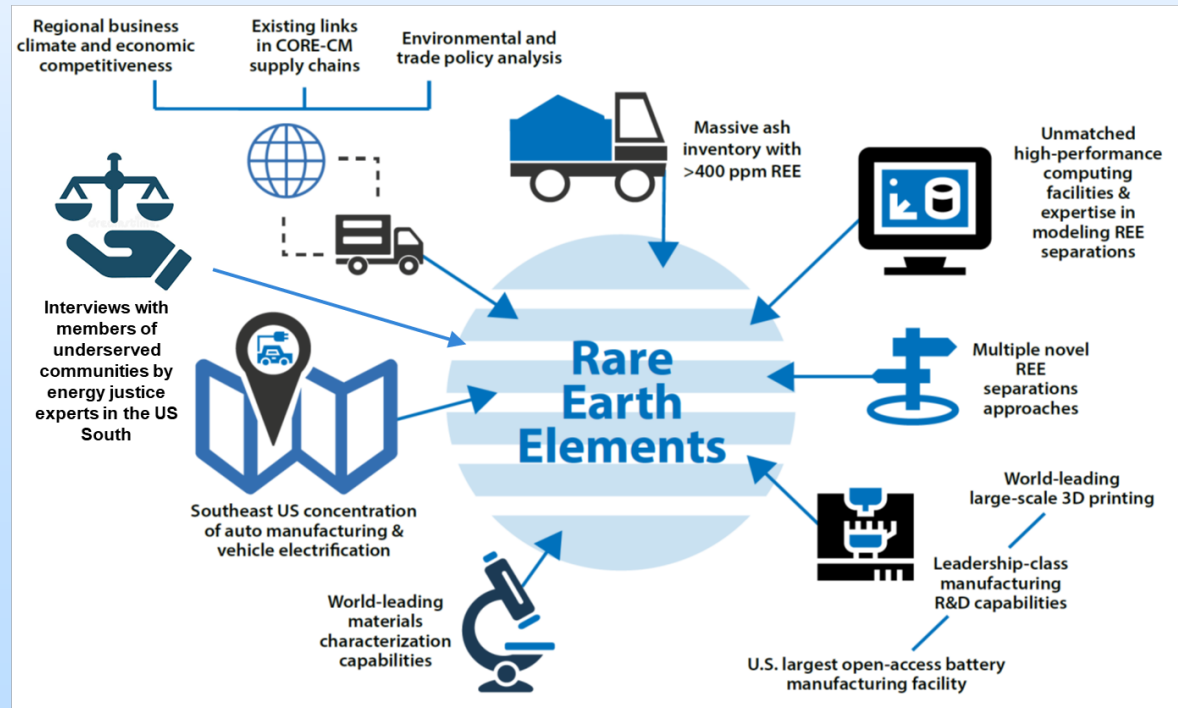 Regional business
climate and economic
competitiveness
Existing links
in CORE-CM
supply chains
Environmental and
trade policy analysis
Massive ash
inventory with
>400 ppm REE
Unmatched
high-performance
computing
facilities &
expertise in
modeling REE
separations
Interviews with
members of
underserved
communities by
energy justice
experts in the US
South
Rare
Earth
Elements
Multiple novel
REE
separations
approaches
Southeast US concentration
of auto manufacturing &
vehicle electrification
World-leading
large-scale 3D printing
Leadership-class
manufacturing
R&D capabilities
World-leading
materials
characterization
capabilities
U.S. largest open-access battery
manufacturing facility